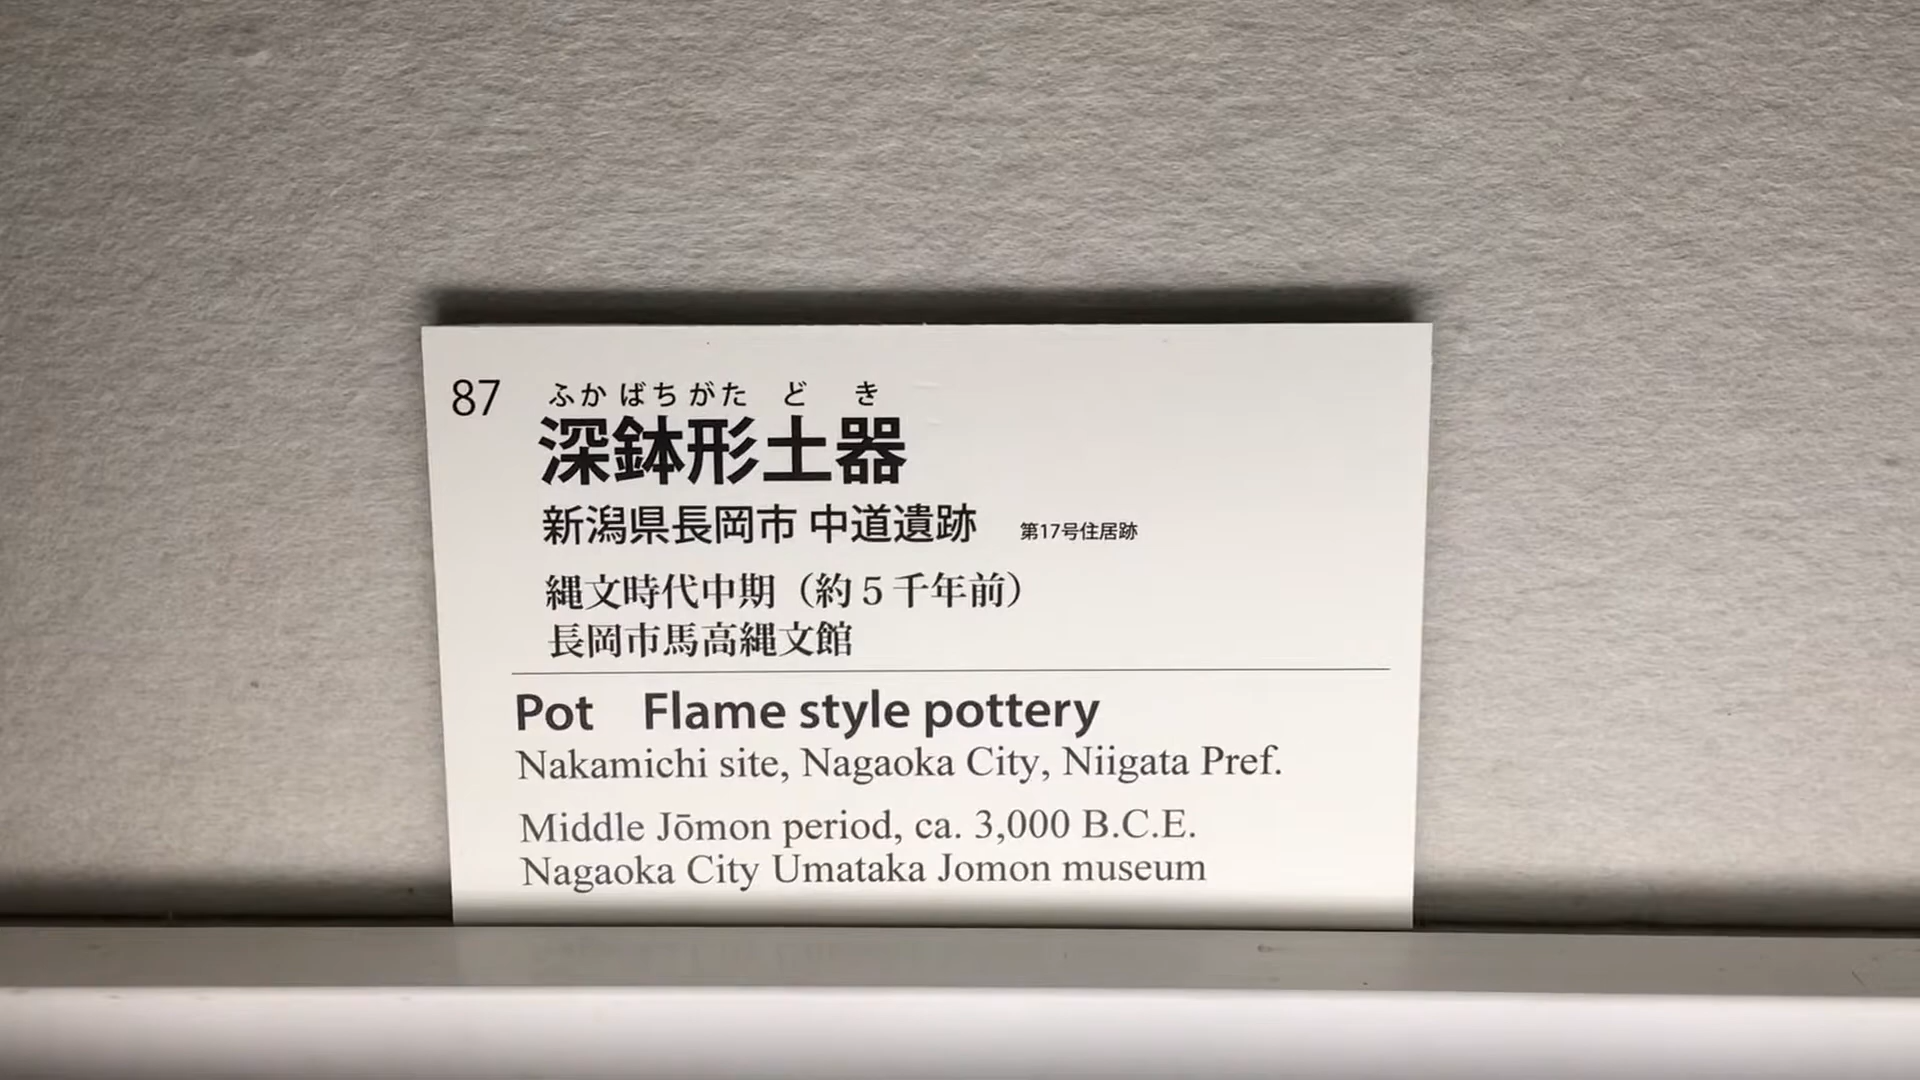 87
ふかばちがた ど き
深鉢形土器
新潟県長岡市 中道遺跡 第17号住居跡
縄文時代中期（約５千年前）
長岡市馬高縄文館
Pot Flame style pottery
Nakamichi site, Nagaoka City, Niigata Pref.
Middle Jōmon period, ca. 3,000 B.C.E.
Nagaoka City Umataka Jomon museum